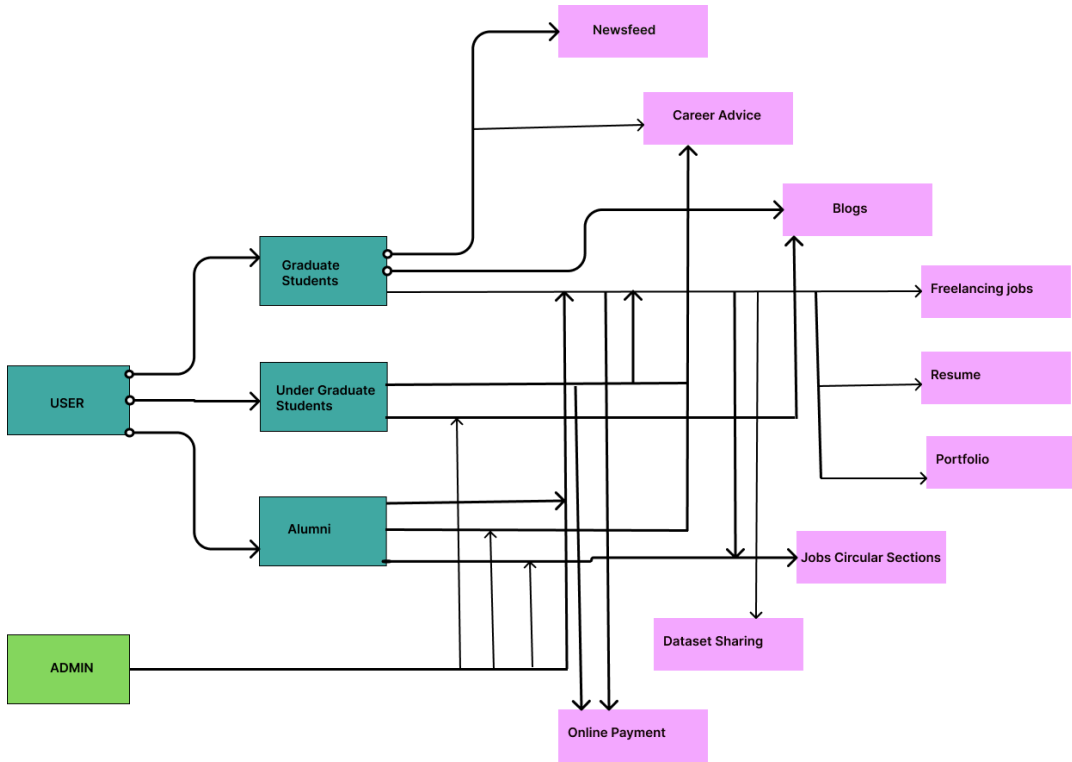 Newsfeed
Career Advice
Blogs
Graduate
Students
Freelancing jobs
USER
Under Graduate
Students
Resume
Portfolio
Alumni
Jobs Circular Sections
ADMIN
Dataset Sharing
Online Payment